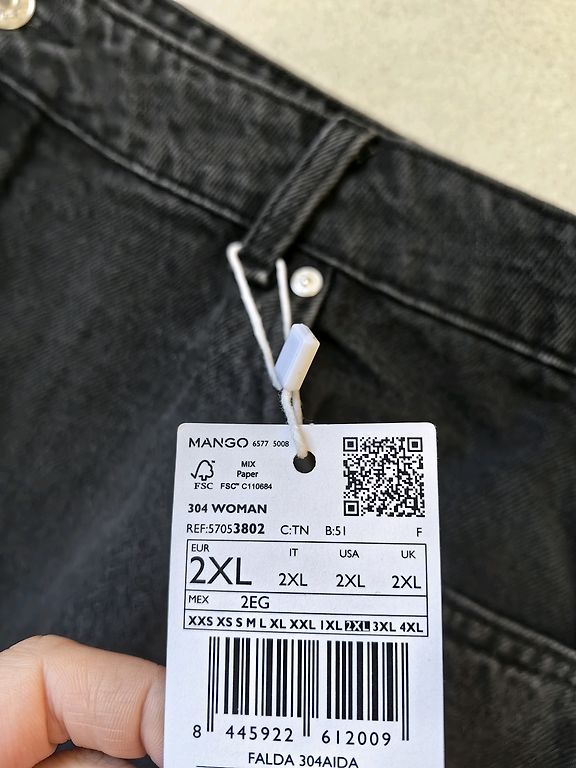 MANGO 6577 5008
MIX
Paper
FSC FSC™ C110684
304 WOMAN
REF:57053802 C:TN B:51 F
EUR IT USA UK
2XL 2XL 2XL 2XL
MEX 2EG
XXS XS S M L XL XXL 1XL 2XL 3XL 4XL
8 445922 612009
FALDA 304AIDA